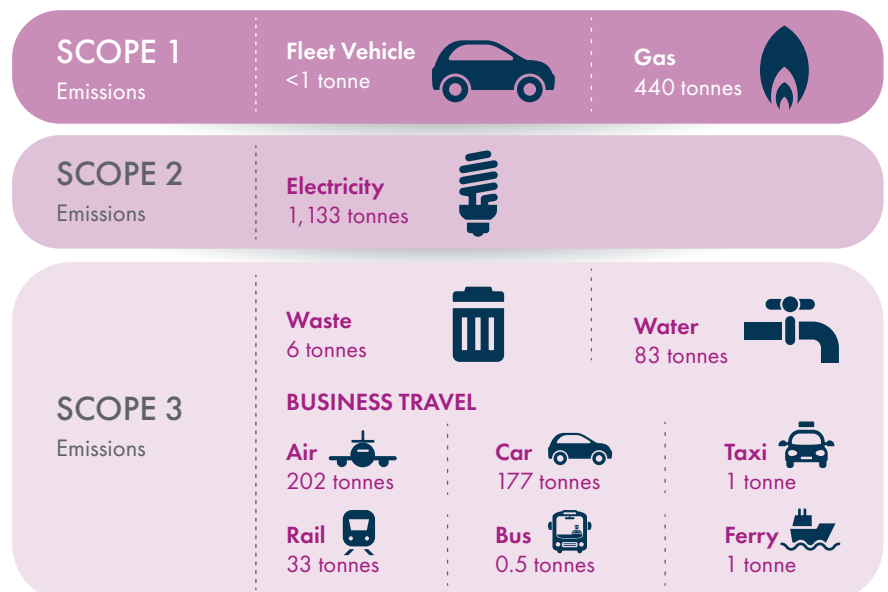 SCOPE 1
Emissions
Fleet Vehicle
<1 tonne
Gas
440 tonnes
SCOPE 2
Emissions
Electricity
1,133 tonnes
SCOPE 3
Emissions
Waste
6 tonnes
Water
83 tonnes
BUSINESS TRAVEL
Air
202 tonnes
Car
177 tonnes
Taxi
1 tonne
Rail
33 tonnes
Bus
0.5 tonnes
Ferry
1 tonne